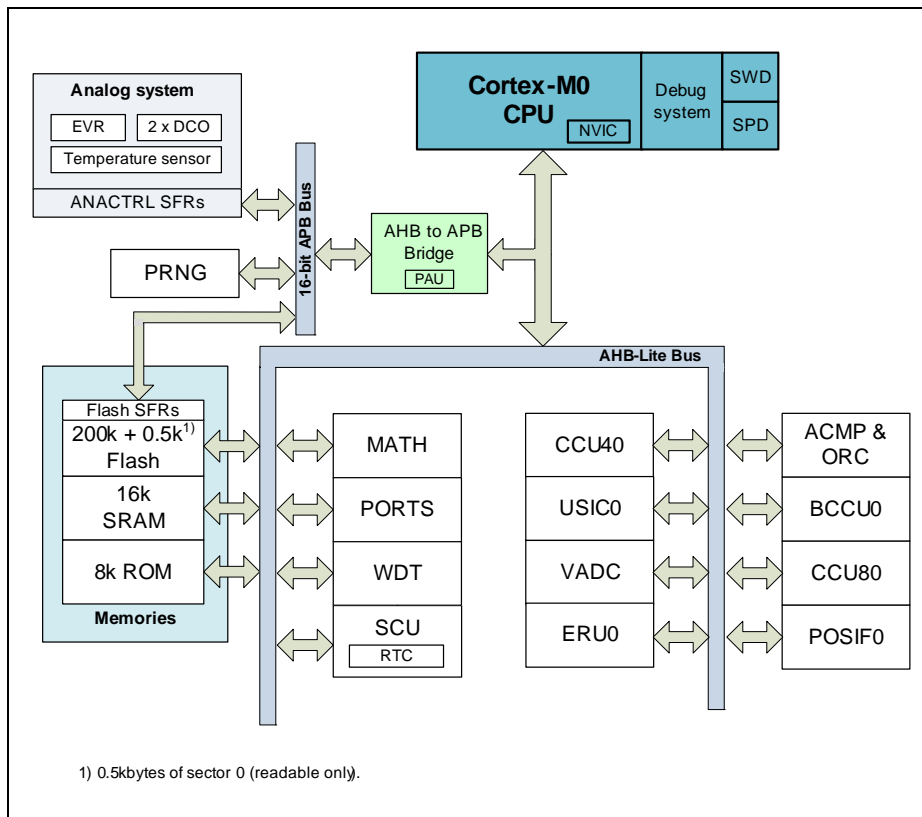 Analog system
EVR
2 x DCO
Temperature sensor
ANACTRL SFRs
Cortex-M0
CPU
NVIC
Debug
system
SWD
SPD
16-bit APB Bus
AHB to APB
Bridge
PAU
PRNG
AHB-Lite Bus
Flash SFRs
200k + 0.5k1)
Flash
16k
SRAM
8k ROM
Memories
MATH
PORTS
WDT
SCU
RTC
CCU40
USIC0
VADC
ERU0
ACMP &
ORC
BCCU0
CCU80
POSIF0
1) 0.5kbytes of sector 0 (readable only).